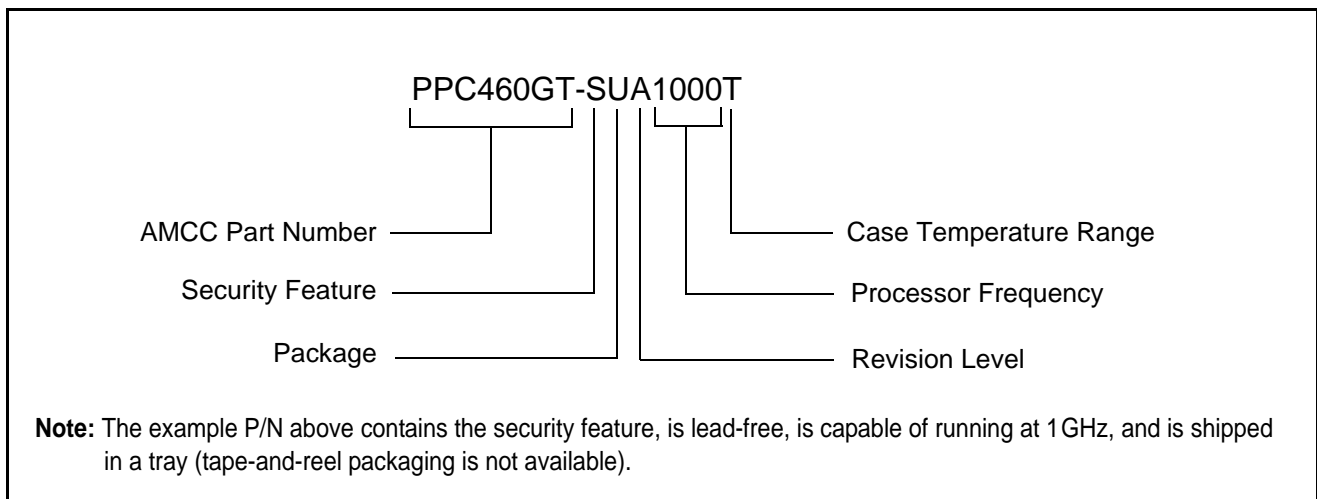 PPC460GT-SUA1000T
AMCC Part Number
Case Temperature Range
Security Feature
Processor Frequency
Package
Revision Level
Note: The example P/N above contains the security feature, is lead-free, is capable of running at 1GHz, and is shipped
in a tray (tape-and-reel packaging is not available).